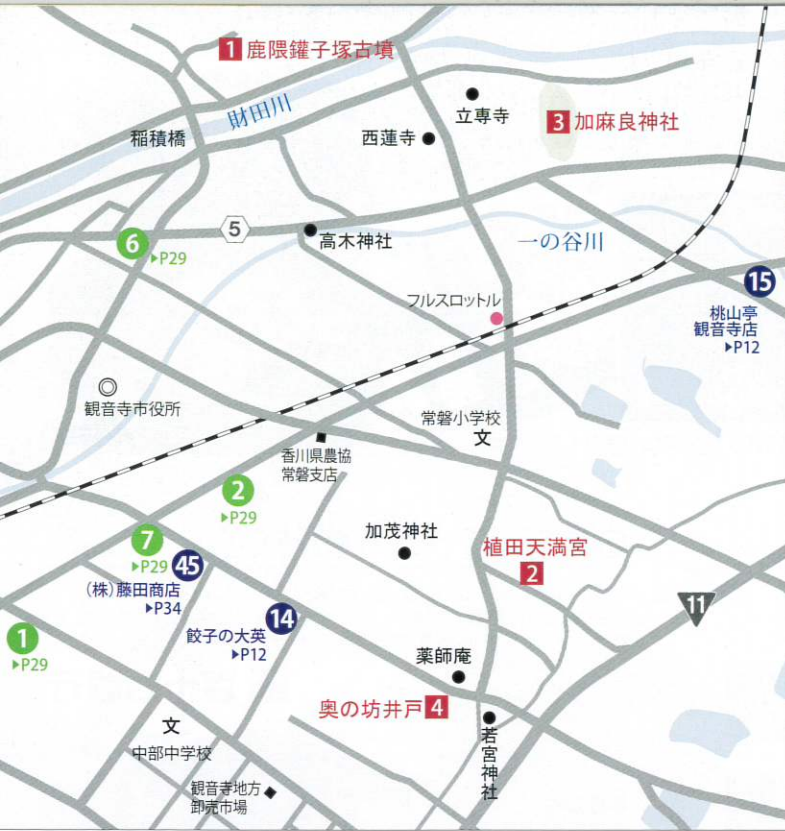 1 鹿隈鑵子塚古墳
財田川
稲積橋
立専寺
西蓮寺
3 加麻良神社
5
6
▶P29
高木神社
一の谷川
フルスロットル
15
桃山亭
観音寺店
▶P12
観音寺市役所
常磐小学校
文
香川県農協
常磐支店
2
▶P29
7
▶P29
45
(株)藤田商店
▶P34
加茂神社
植田天満宮
2
11
14
餃子の大英
▶P12
1
▶P29
薬師庵
奥の坊井戸 4
若宮神社
文
中部中学校
観音寺地方
卸売市場